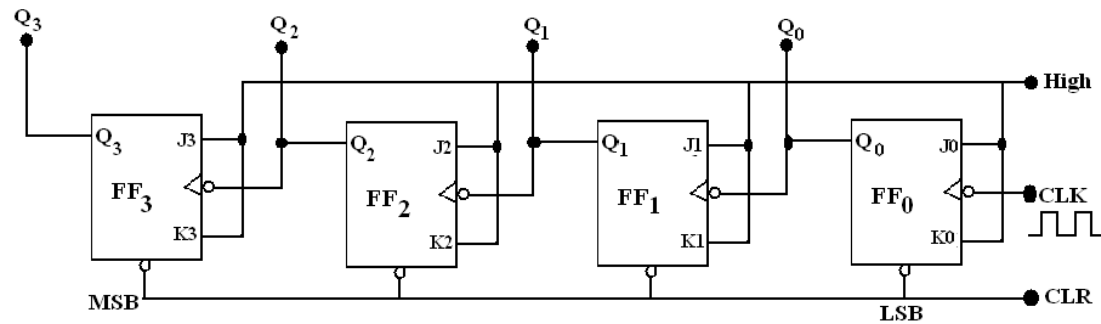 Q3 Q2 Q1 Q0
High
Q3 J3 Q2 J2 Q1 J1 Q0 J0
FF3 FF2 FF1 FF0 CLK
K3 K2 K1 K0
MSB LSB CLR